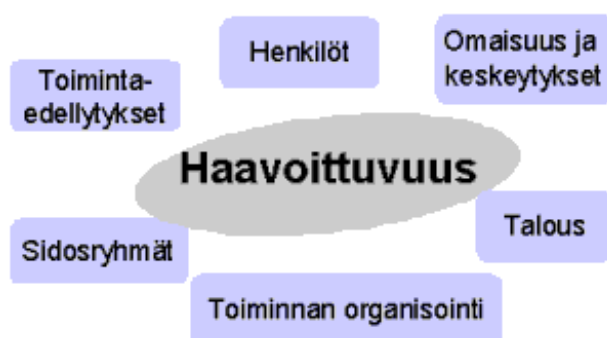 Henkilöt
Omaisuus ja
keskeytykset
Toiminta-
edellytykset
Haavoittuvuus
Talous
Sidosryhmät
Toiminnan organisointi